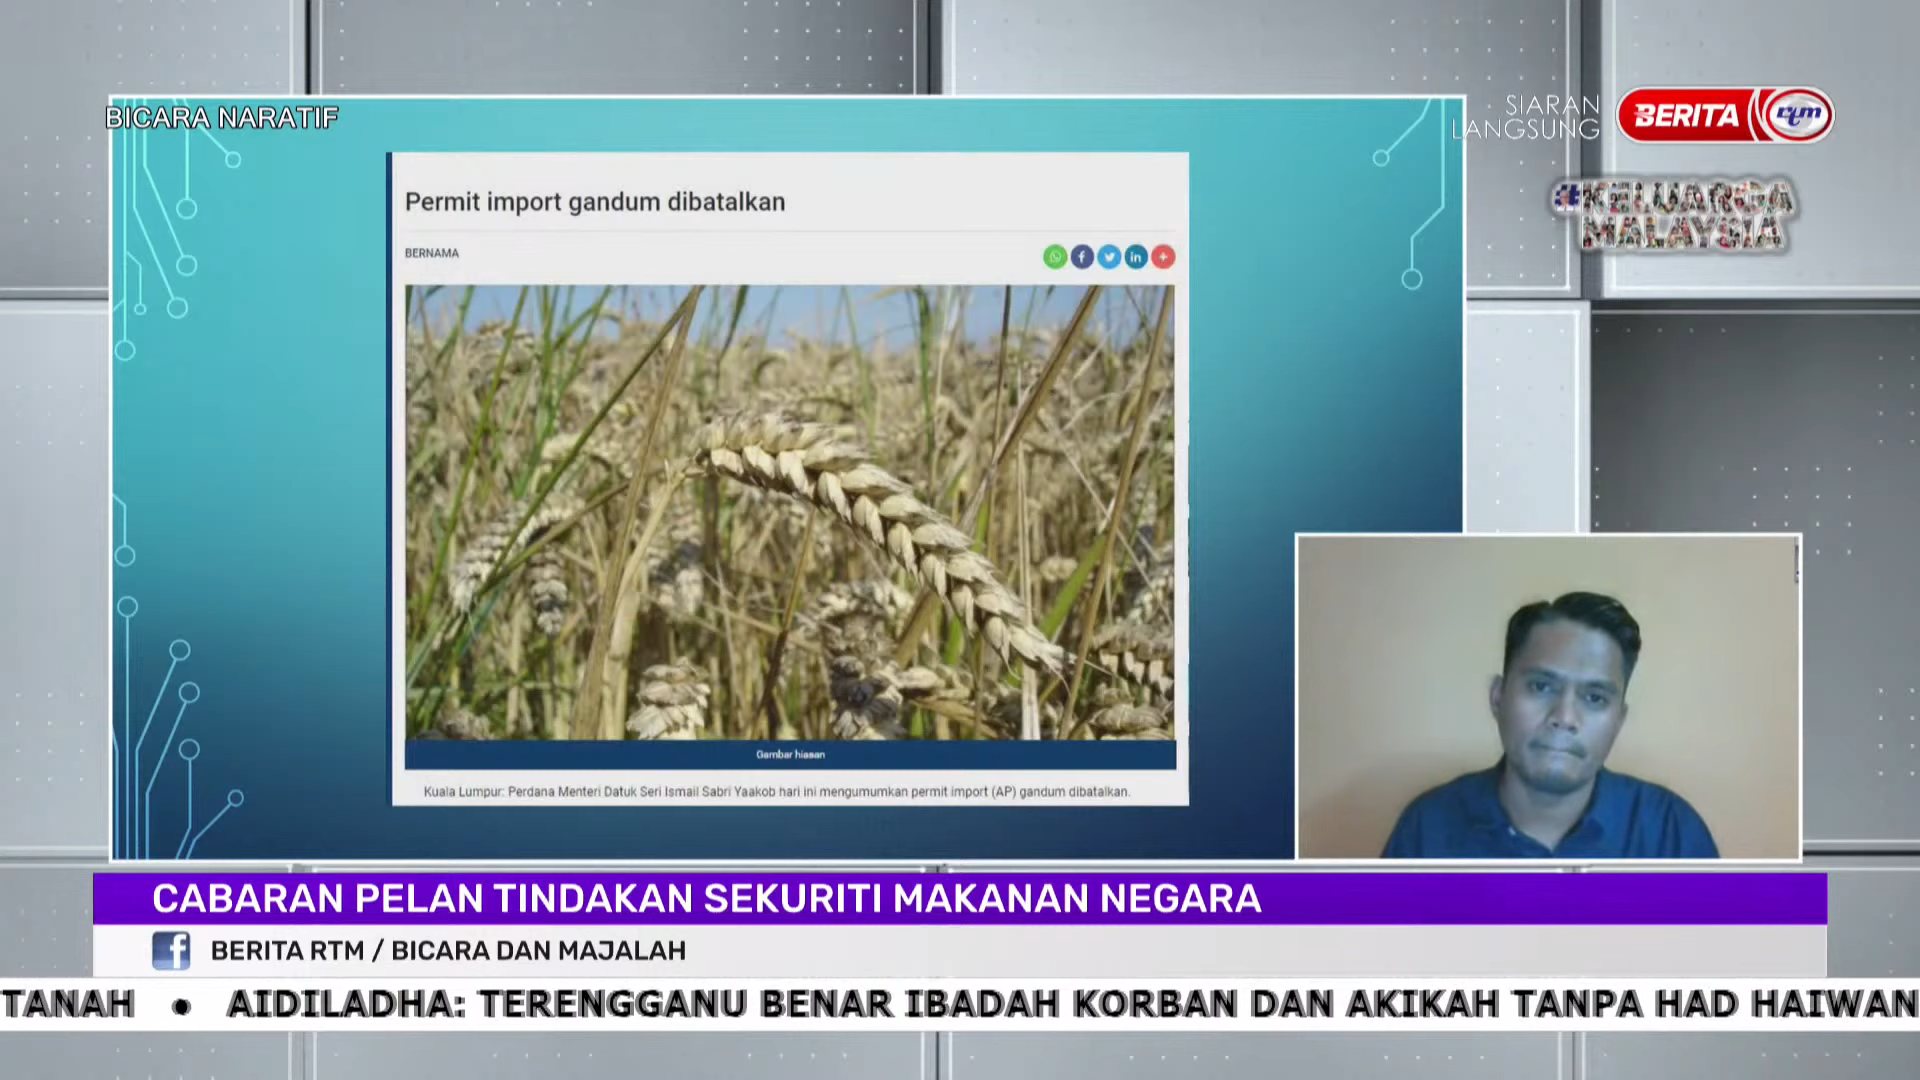 BICARA NARATIF
SIARAN
LANGSUNG
BERITA rtm
#KELUARGA
MALAYSIA
Permit import gandum dibatalkan
BERNAMA
Gambar hiasan
Kuala Lumpur: Perdana Menteri Datuk Seri Ismail Sabri Yaakob hari ini mengumumkan permit import (AP) gandum dibatalkan.
CABARAN PELAN TINDAKAN SEKURITI MAKANAN NEGARA
BERITA RTM / BICARA DAN MAJALAH
TANAH • AIDILADHA: TERENGGANU BENAR IBADAH KORBAN DAN AKIKAH TANPA HAD HAIWAN